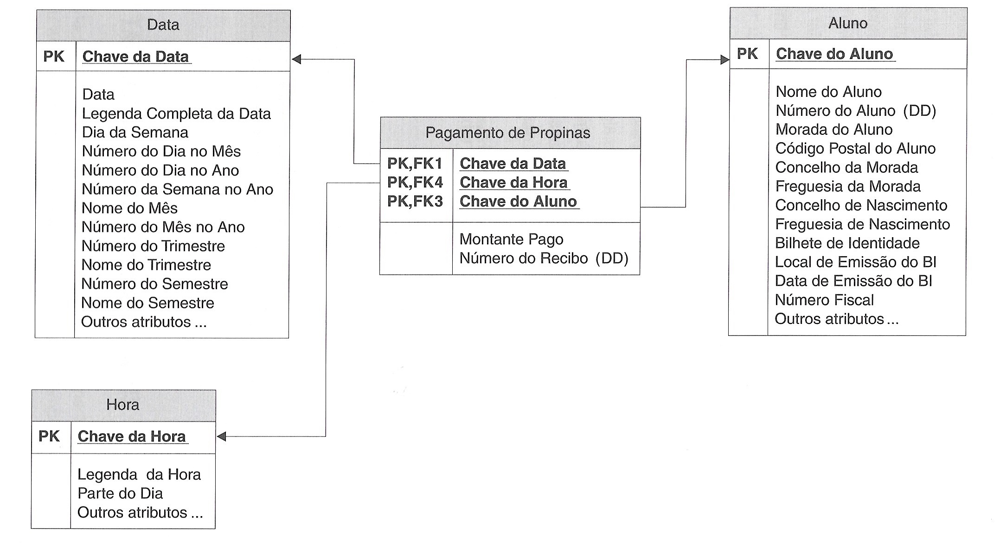 Data
PK Chave da Data
Data
Legenda Completa da Data
Dia da Semana
Número do Dia no Mês
Número do Dia no Ano
Número da Semana no Ano
Nome do Mês
Número do Mês no Ano
Número do Trimestre
Nome do Trimestre
Número do Semestre
Nome do Semestre
Outros atributos ...
Pagamento de Propinas
PK,FK1 Chave da Data
PK,FK4 Chave da Hora
PK,FK3 Chave do Aluno
Montante Pago
Número do Recibo (DD)
Aluno
PK Chave do Aluno
Nome do Aluno
Número do Aluno (DD)
Morada do Aluno
Código Postal do Aluno
Concelho da Morada
Freguesia da Morada
Concelho de Nascimento
Freguesia de Nascimento
Bilhete de Identidade
Local de Emissão do BI
Data de Emissão do BI
Número Fiscal
Outros atributos ...
Hora
PK Chave da Hora
Legenda da Hora
Parte do Dia
Outros atributos ...